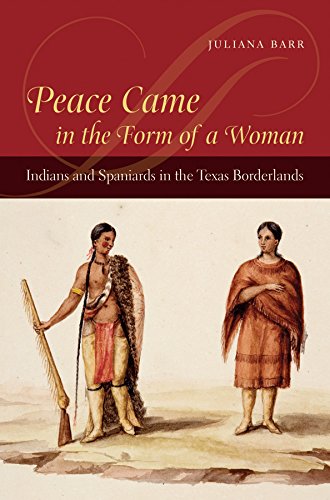 JULIANA BARR
Peace Came
in the Form of a Woman
Indians and Spaniards in the Texas Borderlands